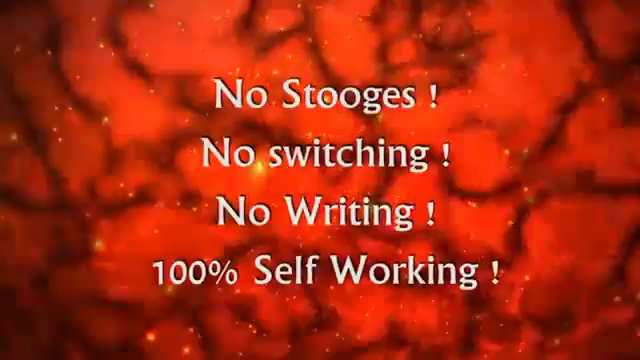 No Stooges !
No switching !
No Writing !
100% Self Working !